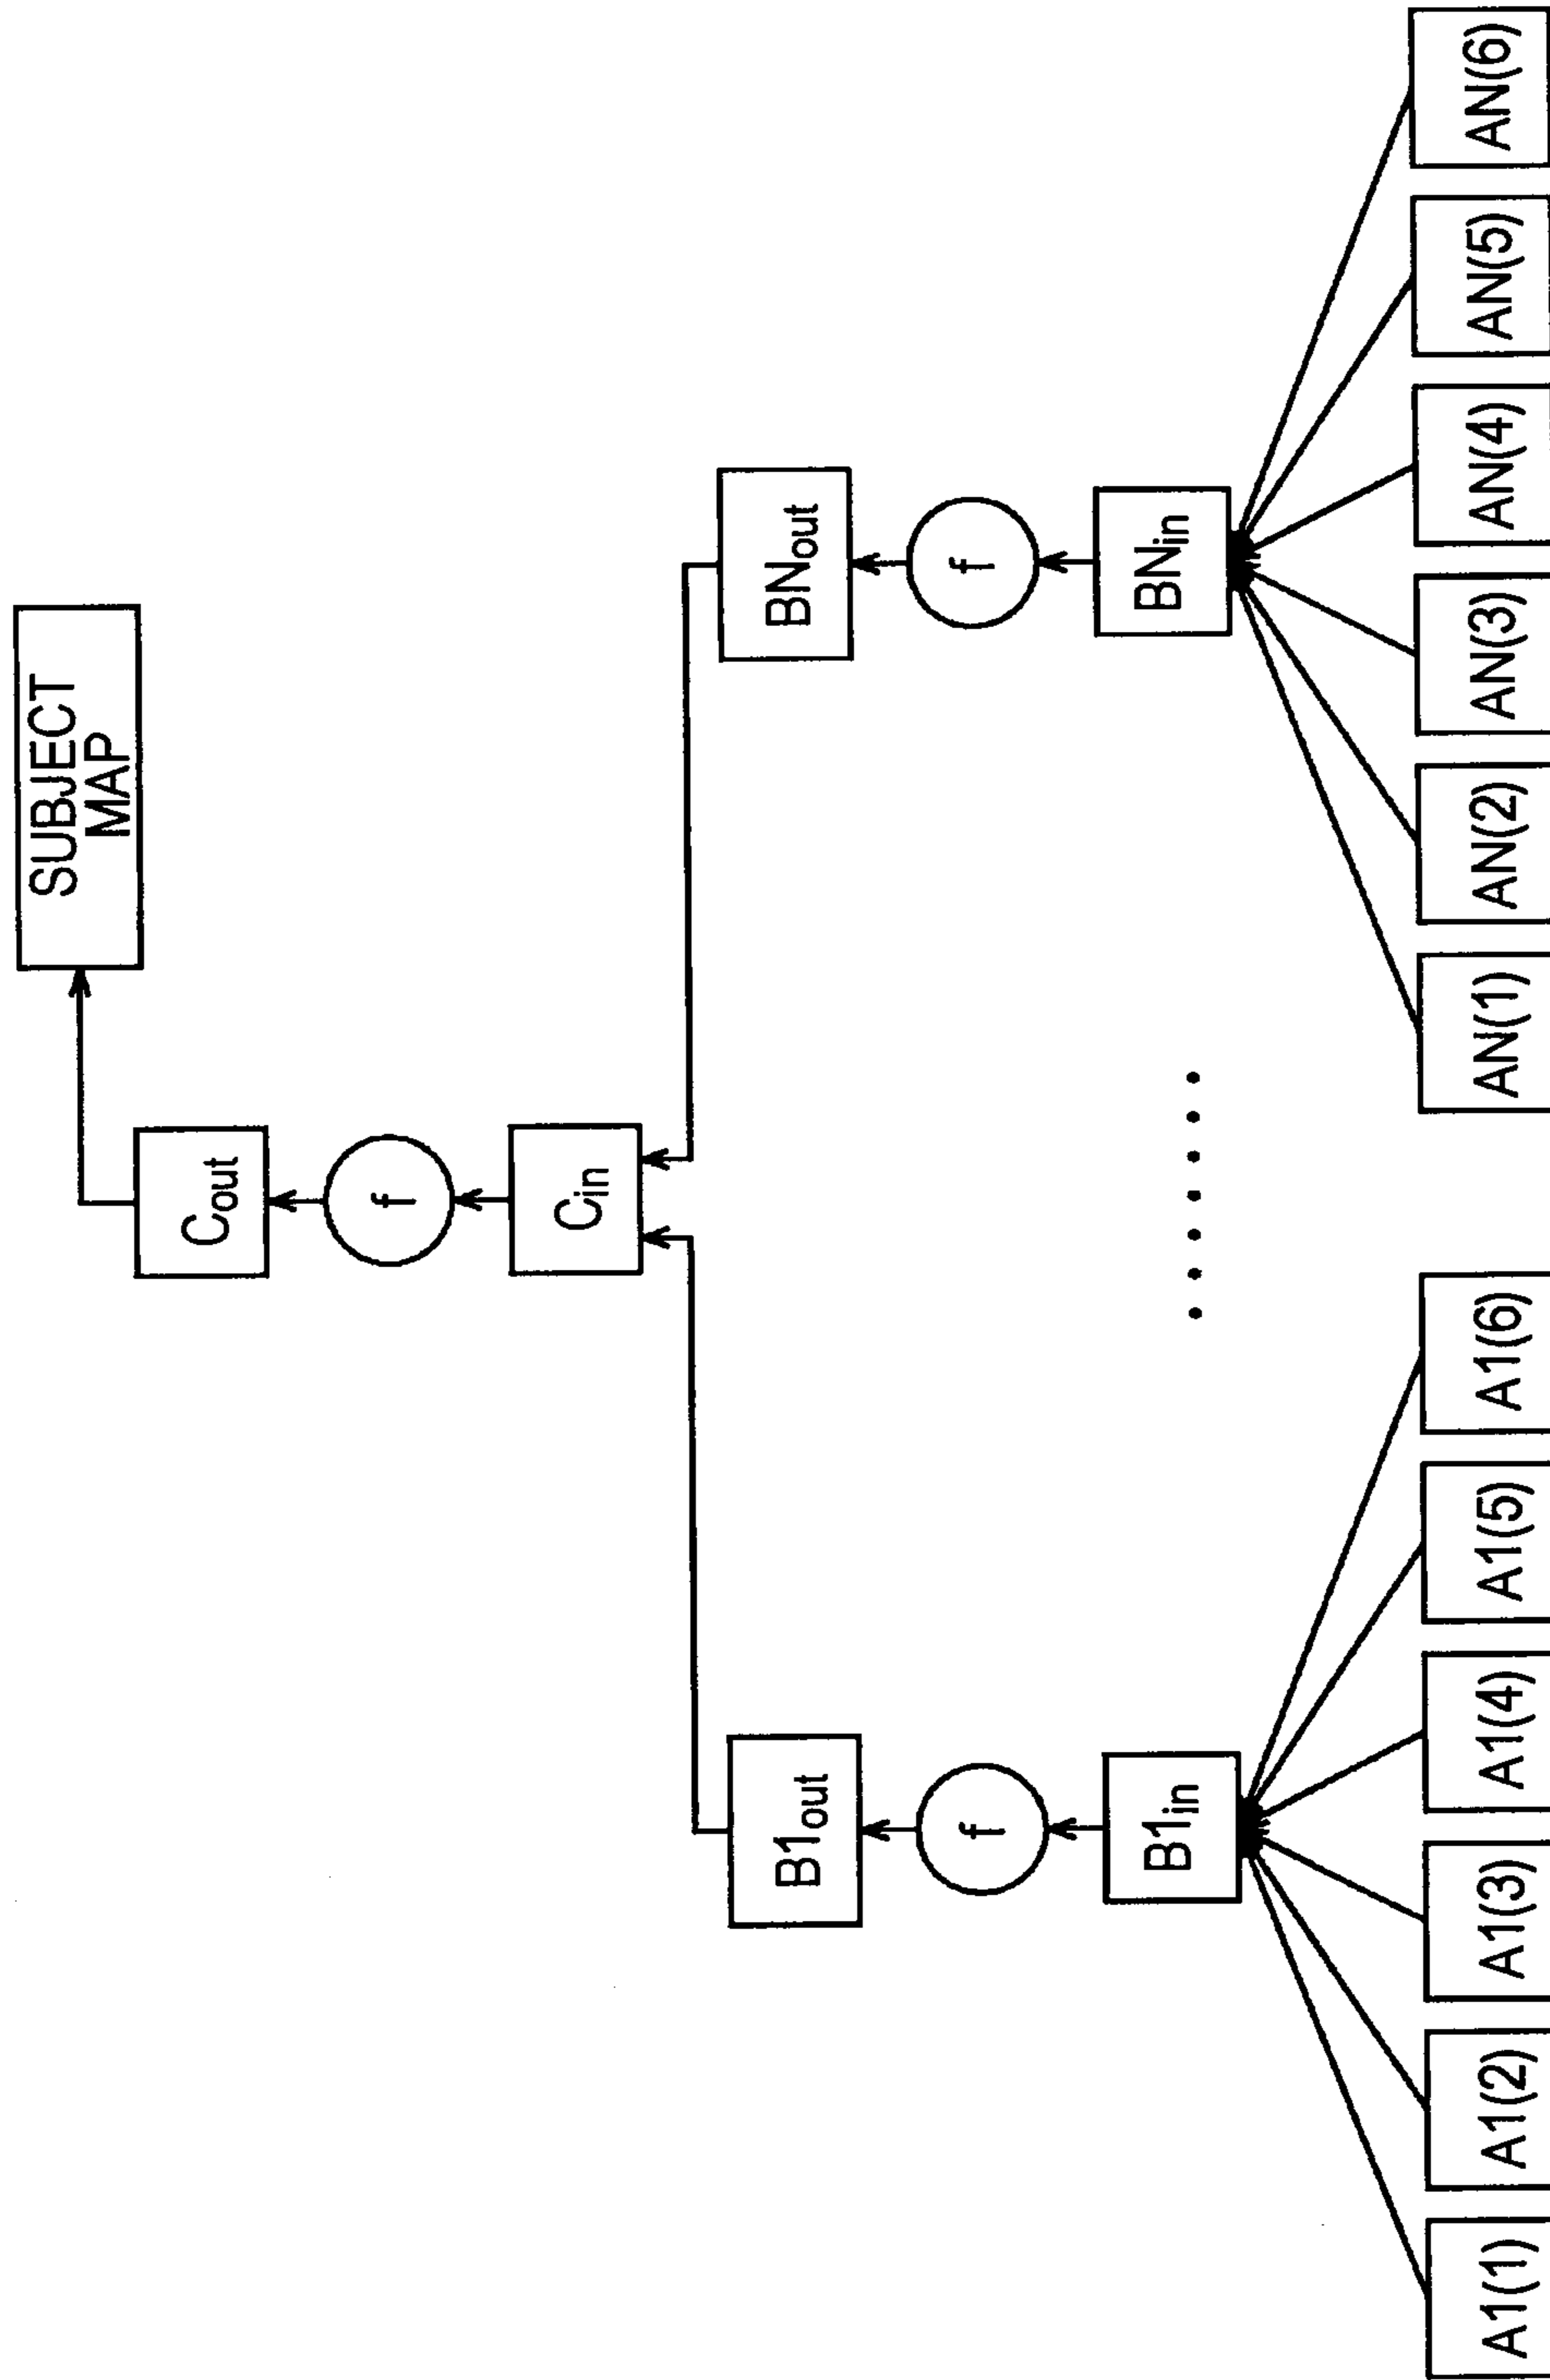 SUBJECT
MAP
Cout
f
Cin
B1out
BNout
f
f
B1in
BNin
A1(1)
A1(2)
A1(3)
A1(4)
A1(5)
A1(6)
AN(1)
AN(2)
AN(3)
AN(4)
AN(5)
AN(6)